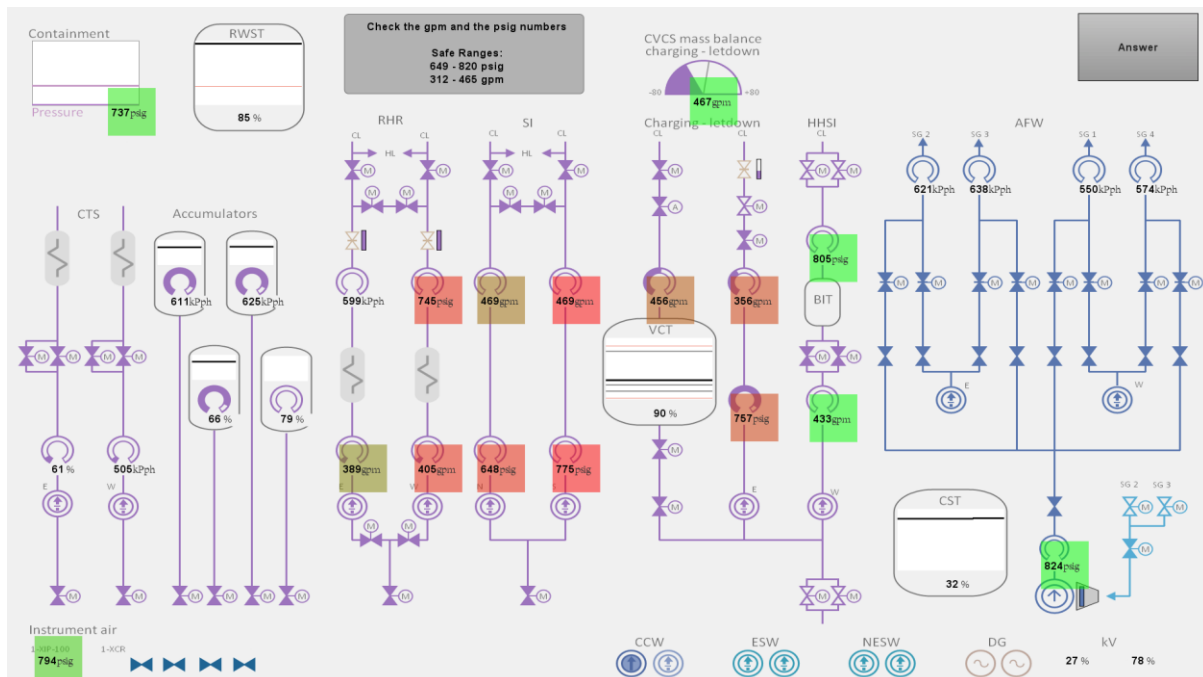 Containment
Pressure
737psig
RWST
85 %
Check the gpm and the psig numbers
Safe Ranges:
649 - 820 psig
312 - 465 gpm
CVCS mass balance
charging - letdown
-80
+80
467gpm
Answer
RHR
SI
Charging - letdown
HHSI
AFW
CL
CL
CL
CL
CL
CL
CL
HL
HL
SG 2
SG 3
SG 1
SG 4
M
M
M
M
M
M
M
M
M
M
M
A
M
M
M
M
621kPph
638kPph
550kPph
574kPph
CTS
Accumulators
611kPph
625kPph
599kPph
745psig
469gpm
469gpm
456gpm
356gpm
805psig
BIT
M
M
M
M
M
M
M
M
M
M
VCT
90 %
66 %
79 %
757psig
433gpm
E
W
61 %
505kPph
389gpm
405gpm
648psig
775psig
M
E
W
E
W
N
E
W
M
M
M
M
M
CST
32 %
SG 2
SG 3
M
M
M
824psig
M
M
M
M
M
M
M
M
M
M
Instrument air
1-XCR
794psig
CCW
ESW
NESW
DG
kV
27 %
78 %